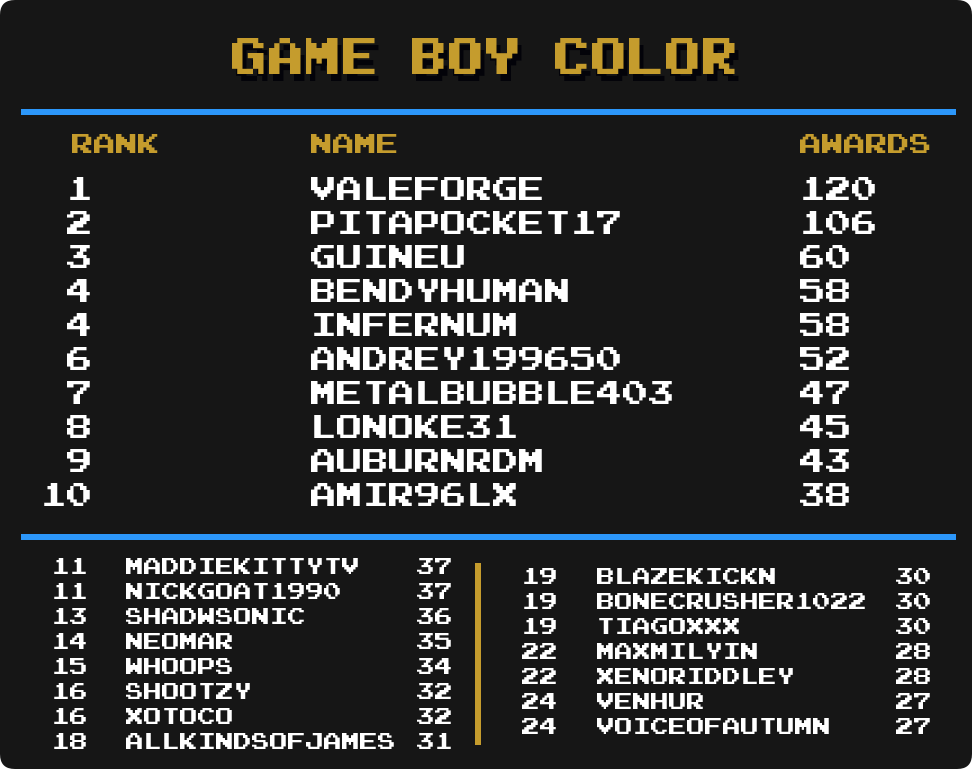 GAME BOY COLOR
RANK NAME AWARDS
1 VALEFORGE 120
2 PITAPOCKET17 106
3 GUINEU 60
4 BENDYHUMAN 58
4 INFERNUM 58
6 ANDREY199650 52
7 METALBUBBLE403 47
8 LONOKE31 45
9 AUBURNRDM 43
10 AMIR96LX 38
11 MADDIEKITTYTV 37
11 NICKGOAT1990 37
13 SHADWSONIC 36
14 NEOMAR 35
15 WHOOPS 34
16 SHOOTZY 32
16 XOTOCO 32
18 ALLKINDSOFJAMES 31
19 BLAZEKICKN 30
19 BONECRUSHER1022 30
19 TIAGOXXX 30
22 MAXMILYIN 28
22 XENORIDDLEY 28
24 VENHUR 27
24 VOICEOFAUTUMN 27